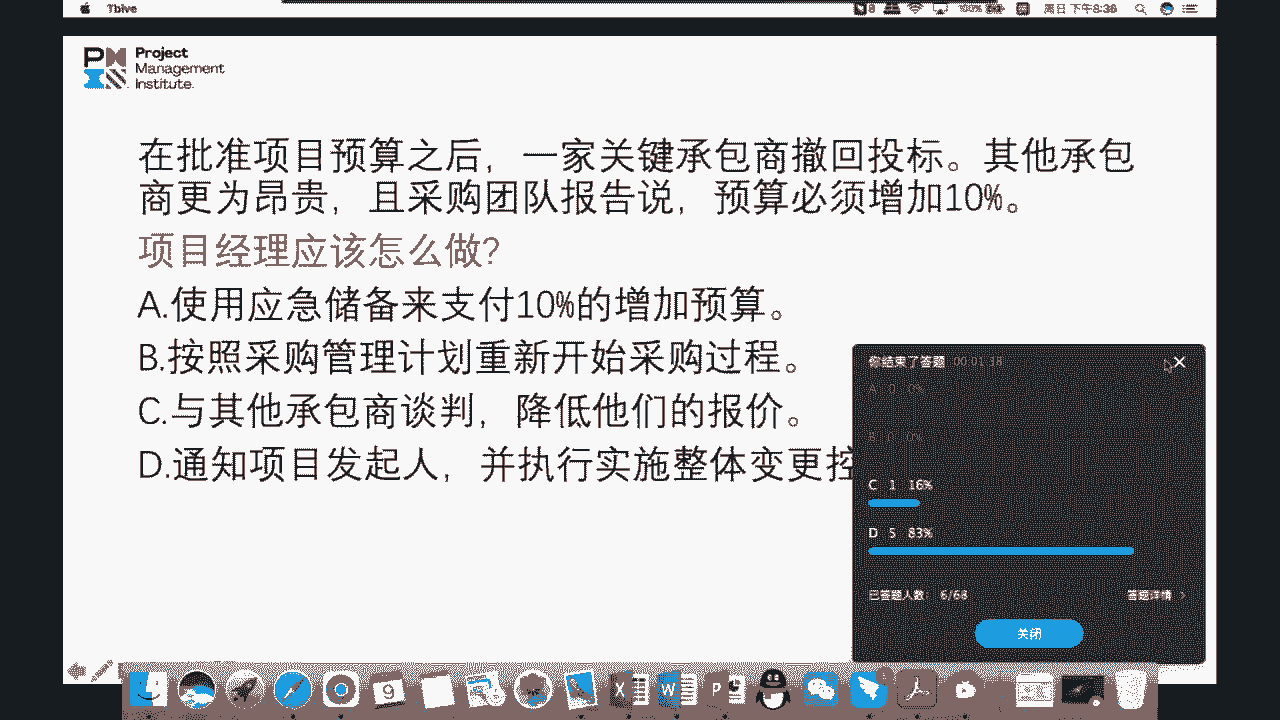 Tbive
8
100%
周日 下午8:36
Project
Management
Institute.
在批准项目预算之后，一家关键承包商撤回投标。其他承包
商更为昂贵，且采购团队报告说，预算必须增加10%。
项目经理应该怎么做?
A.使用应急储备来支付10%的增加预算。
B.按照采购管理计划重新开始采购过程。
C.与其他承包商谈判，降低他们的报价。
D.通知项目发起人，并执行实施整体变更控
你结束了答题 00:01:18
C 1 16%
D 5 83%
已答题人数: 6/68
答题详情
关闭
9